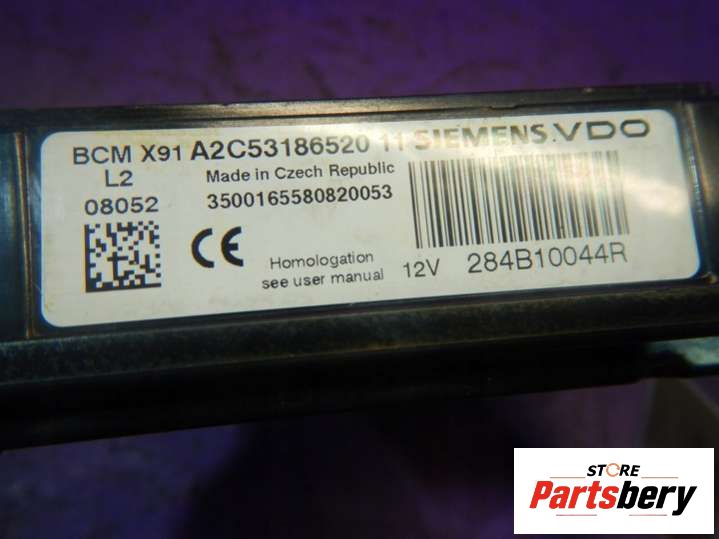 BCM X91 A2C53186520 11 SIEMENS VDO
L2
Made in Czech Republic
08052
3500165580820053
CE
Homologation
see user manual
12V
284B10044R
STORE
Partsbery